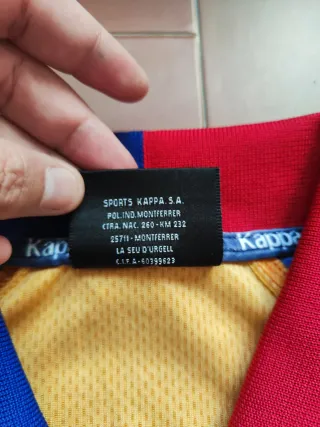 SPORTS KAPPA.S.A.
POL.IND.MONTFERRER
CTRA. NAC. 260-KM 232
25711-MONTFERRER
LA SEU D'URGELL
C.I.F.A-60399623
Kappa
Kappa